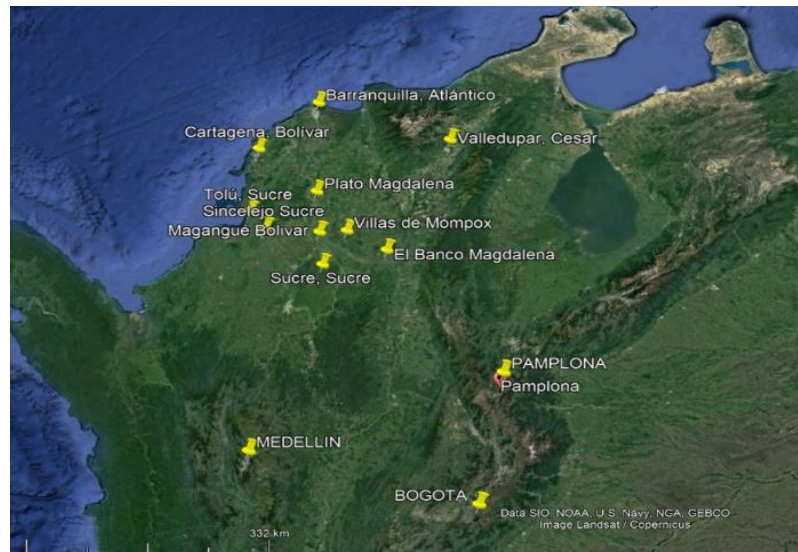 Barranquilla, Atlántico
Cartagena, Bolívar
Valledupar, Cesar
Plato Magdalena
Tolú, Sucre
Sincelejo Sucre
Magangué Bolivar
Villas de Mompox
El Banco Magdalena
Sucre, Sucre
PAMPLONA
Pamplona
MEDELLIN
BOGOTA
Data SIO, NOAA, U.S. Navy, NGA, GEBCO
Image Landsat / Copernicus
332 km